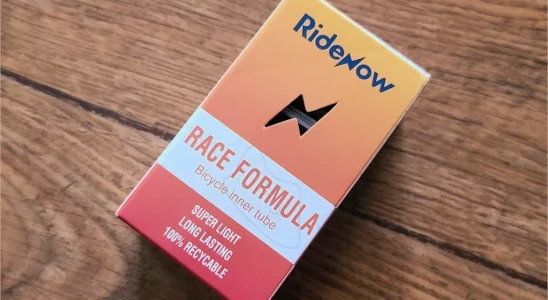 RideNow
RACE FORMULA
Bicycle inner tube
SUPER LIGHT
LONG LASTING
100% RECYCLABLE